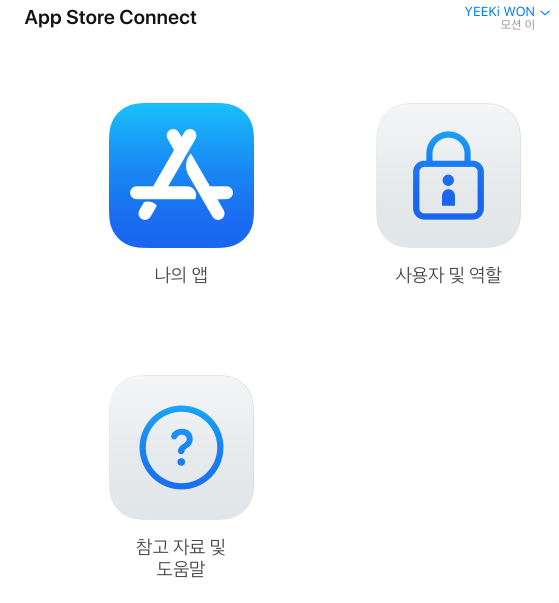 App Store Connect
YEEKi WON
모션 이
나의 앱
사용자 및 역할
?
참고 자료 및
도움말